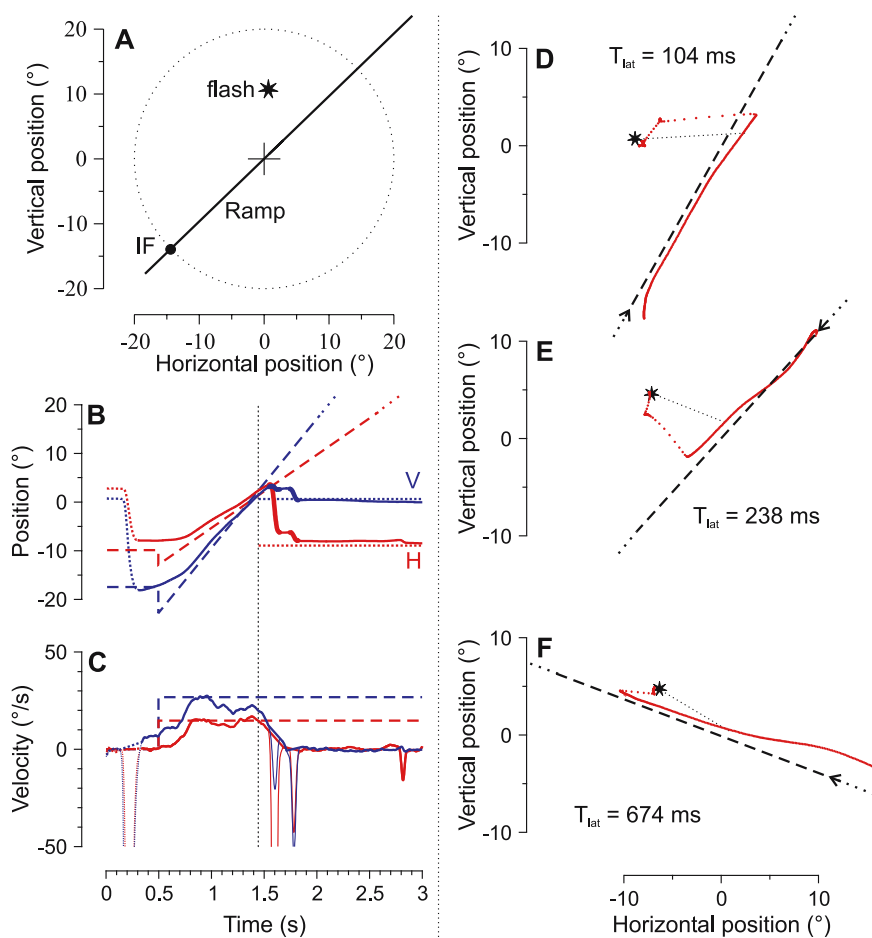 A
20
10
0
-10
-20
Vertical position (°)
flash
Ramp
IF
-20 -10 0 10 20
Horizontal position (°)
B
20
10
0
-10
-20
Position (°)
V
H
C
50
0
-50
Velocity (°/s)
0 0.5 1 1.5 2 2.5 3
Time (s)
D
10
0
-10
Vertical position (°)
Tlat = 104 ms
E
10
0
-10
Vertical position (°)
Tlat = 238 ms
F
10
0
-10
Vertical position (°)
Tlat = 674 ms
-10 0 10
Horizontal position (°)